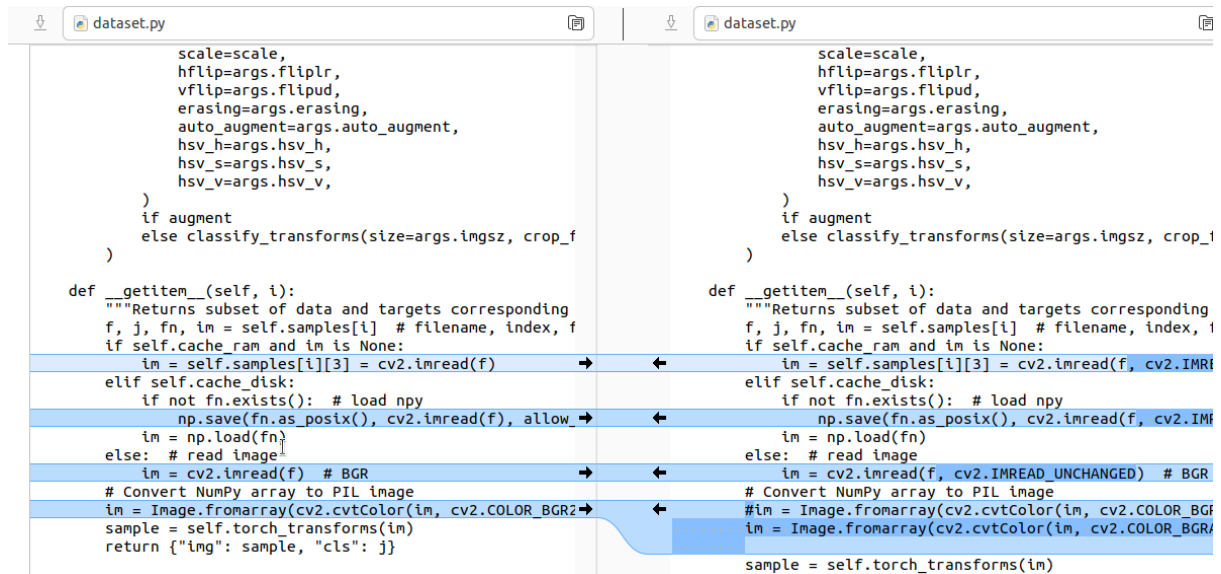 dataset.py
scale=scale,
hflip=args.fliplr,
vflip=args.flipud,
erasing=args.erasing,
auto_augment=args.auto_augment,
hsv_h=args.hsv_h,
hsv_s=args.hsv_s,
hsv_v=args.hsv_v,
)
if augment
else classify_transforms(size=args.imgsz, crop_f
)
def __getitem__(self, i):
"""Returns subset of data and targets corresponding
f, j, fn, im = self.samples[i]  # filename, index, f
if self.cache_ram and im is None:
im = self.samples[i][3] = cv2.imread(f)
elif self.cache_disk:
if not fn.exists():  # load npy
np.save(fn.as_posix(), cv2.imread(f), allow_
im = np.load(fn)
else:  # read image
im = cv2.imread(f)  # BGR
# Convert NumPy array to PIL image
im = Image.fromarray(cv2.cvtColor(im, cv2.COLOR_BGR2
sample = self.torch_transforms(im)
return {"img": sample, "cls": j}
dataset.py
scale=scale,
hflip=args.fliplr,
vflip=args.flipud,
erasing=args.erasing,
auto_augment=args.auto_augment,
hsv_h=args.hsv_h,
hsv_s=args.hsv_s,
hsv_v=args.hsv_v,
)
if augment
else classify_transforms(size=args.imgsz, crop_f
)
def __getitem__(self, i):
"""Returns subset of data and targets corresponding
f, j, fn, im = self.samples[i]  # filename, index, f
if self.cache_ram and im is None:
im = self.samples[i][3] = cv2.imread(f, cv2.IMRE
elif self.cache_disk:
if not fn.exists():  # load npy
np.save(fn.as_posix(), cv2.imread(f, cv2.IMR
im = np.load(fn)
else:  # read image
im = cv2.imread(f, cv2.IMREAD_UNCHANGED)  # BGR
# Convert NumPy array to PIL image
#im = Image.fromarray(cv2.cvtColor(im, cv2.COLOR_BGR
im = Image.fromarray(cv2.cvtColor(im, cv2.COLOR_BGRA
sample = self.torch_transforms(im)